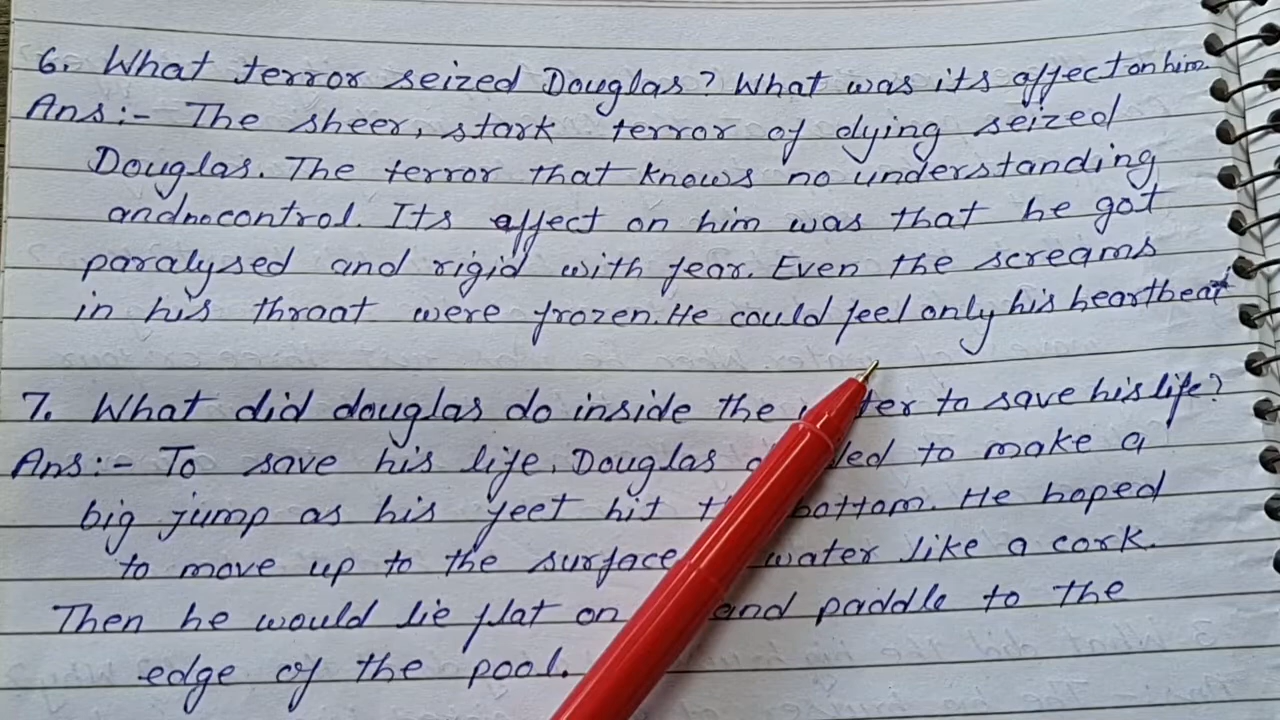 6. What terror seized Douglas? What was its affect on him.
Ans:- The sheer, stark terror of dying seized
Douglas. The terror that knows no understanding
and no control. Its affect on him was that he got
paralysed and rigid with fear. Even the screams
in his throat were frozen. He could feel only his heartbeat
7. What did douglas do inside the to save his life?
Ans:- To save his life, Douglas to make a
big jump as his feet hit bottom. He hoped
to move up to the surface water like a cork.
Then he would lie flat on and paddle to the
edge of the pool.